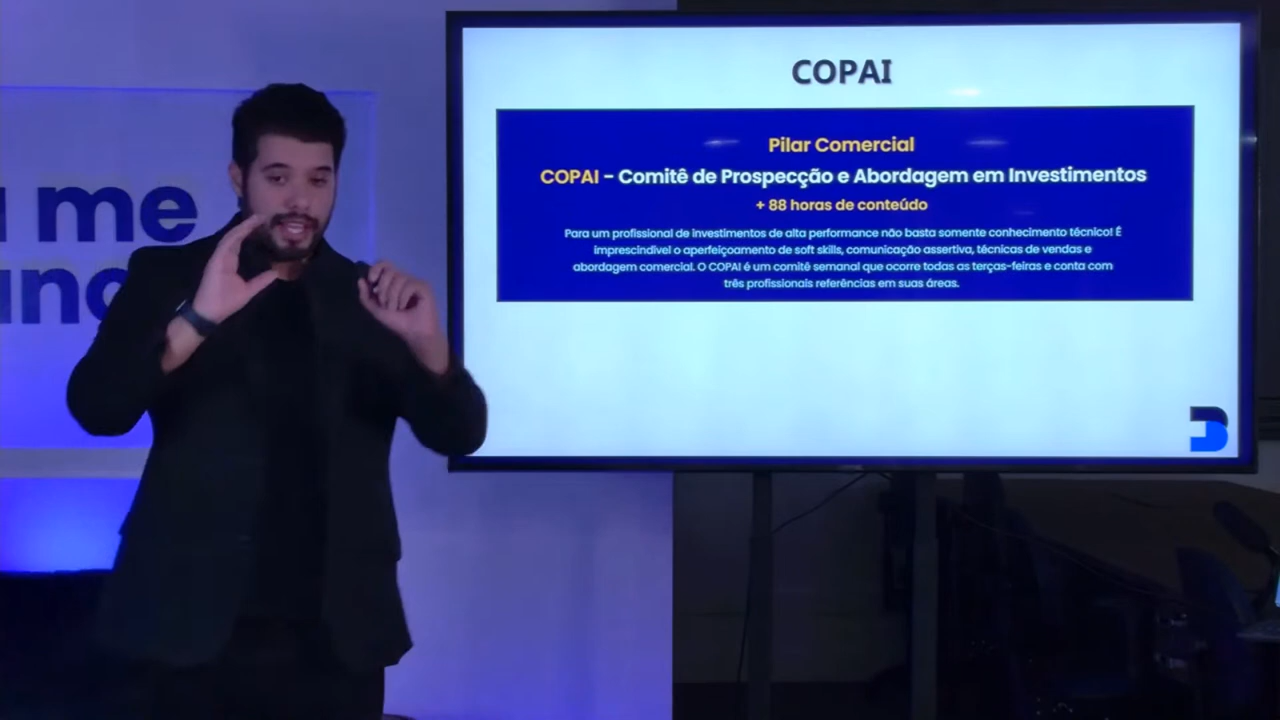 me
COPAI
Pilar Comercial
COPAI - Comitê de Prospecção e Abordagem em Investimentos
+ 88 horas de conteúdo
Para um profissional de investimentos de alta performance não basta somente conhecimento técnico! É
imprescindível o aperfeiçoamento de soft skills, comunicação assertiva, técnicas de vendas e
abordagem comercial. O COPAI é um comitê semanal que ocorre todas as terças-feiras e conta com
três profissionais referências em suas áreas.